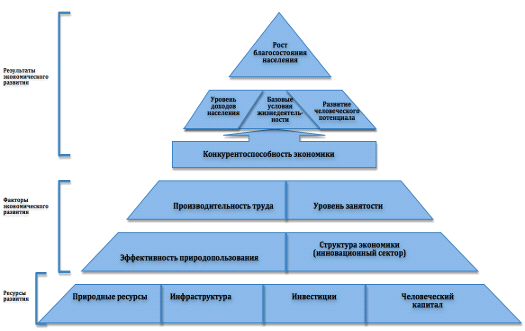 Рост
благосостояния
населения
Результаты
экономического
развития
Уровень
доходов
населения
Базовые
условия
жизнедеятель-
ности
Развитие
человеческого
потенциала
Конкурентоспособность экономики
Факторы
экономического
развития
Производительность труда
Уровень занятости
Эффективность природопользования
Структура экономики
(инновационный сектор)
Ресурсы
развития
Природные ресурсы
Инфраструктура
Инвестиции
Человеческий
капитал